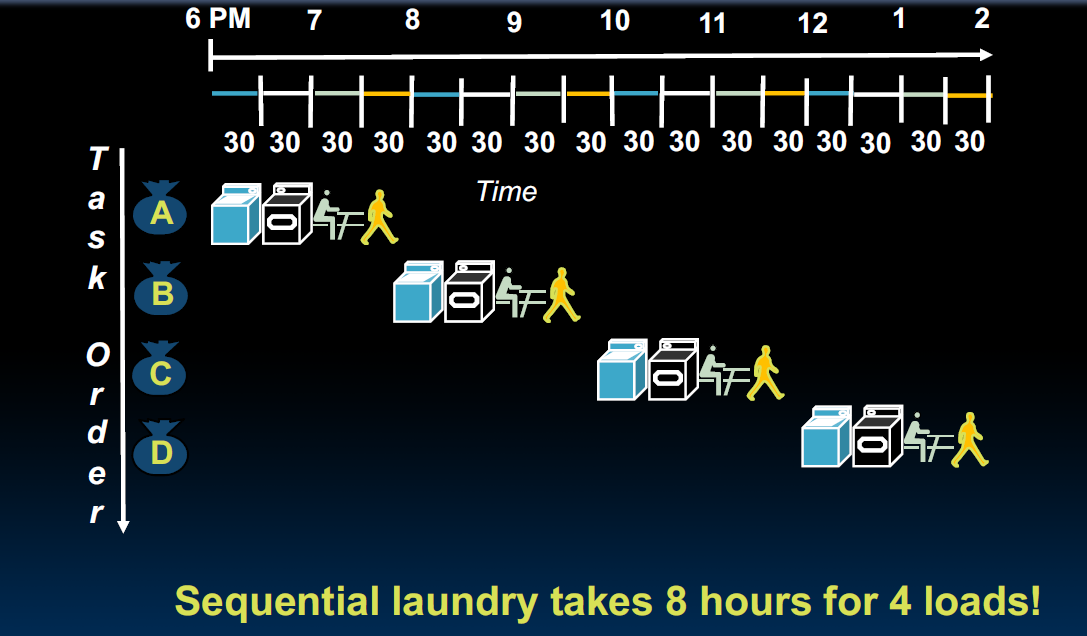 6 PM 7 8 9 10 11 12 1 2
30 30 30 30 30 30 30 30 30 30 30 30 30 30 30 30
Time
Task Order
A
B
C
D
Sequential laundry takes 8 hours for 4 loads!